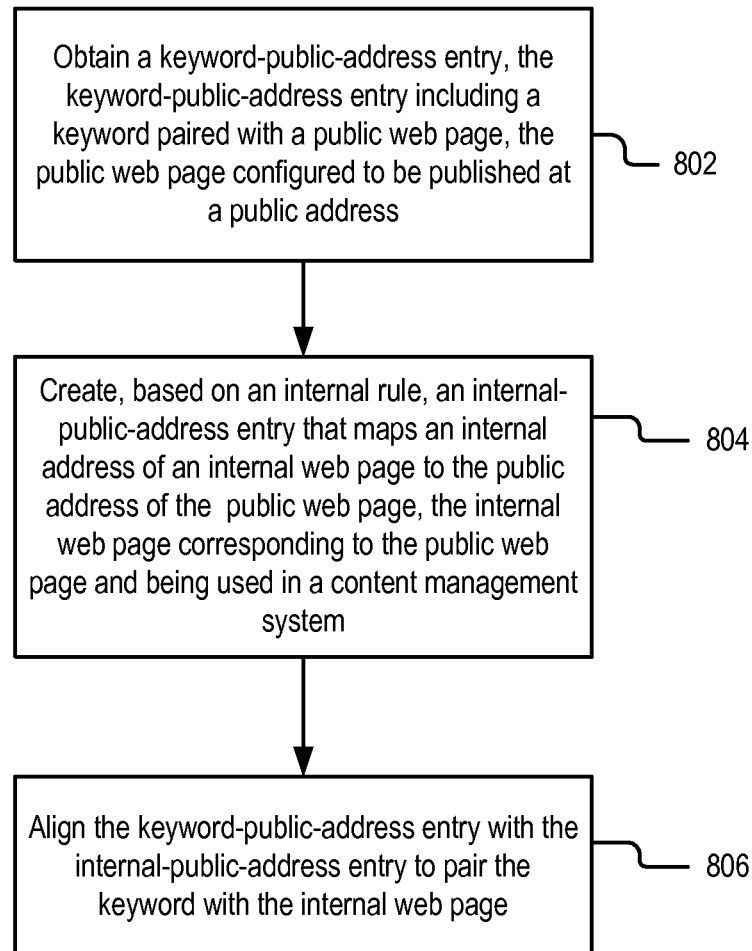 Obtain a keyword-public-address entry, the
keyword-public-address entry including a
keyword paired with a public web page, the
public web page configured to be published at
a public address
802
Create, based on an internal rule, an internal-
public-address entry that maps an internal
address of an internal web page to the public
address of the public web page, the internal
web page corresponding to the public web
page and being used in a content management
system
804
Align the keyword-public-address entry with the
internal-public-address entry to pair the
keyword with the internal web page
806